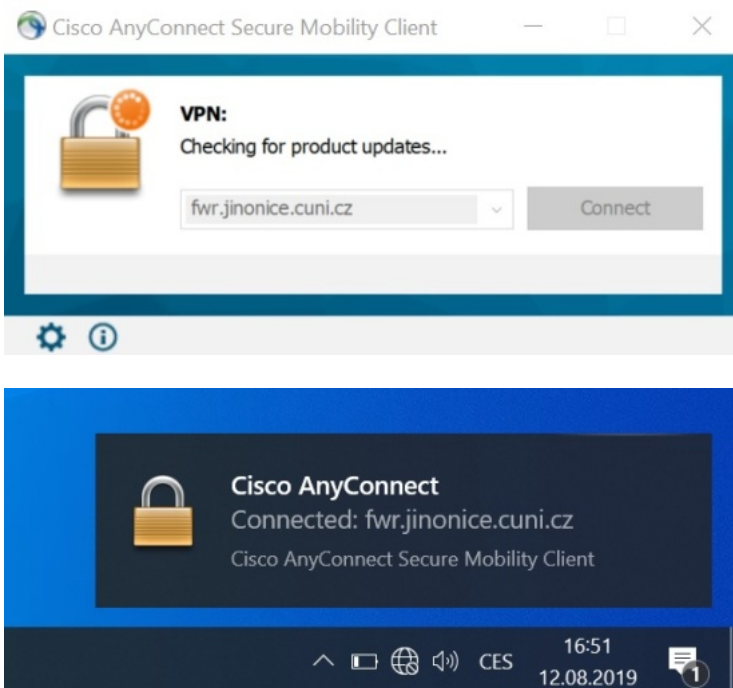 Cisco AnyConnect Secure Mobility Client
VPN:
Checking for product updates...
fwr.jinonice.cuni.cz
Connect
Cisco AnyConnect
Connected: fwr.jinonice.cuni.cz
Cisco AnyConnect Secure Mobility Client
CES
16:51
12.08.2019
1